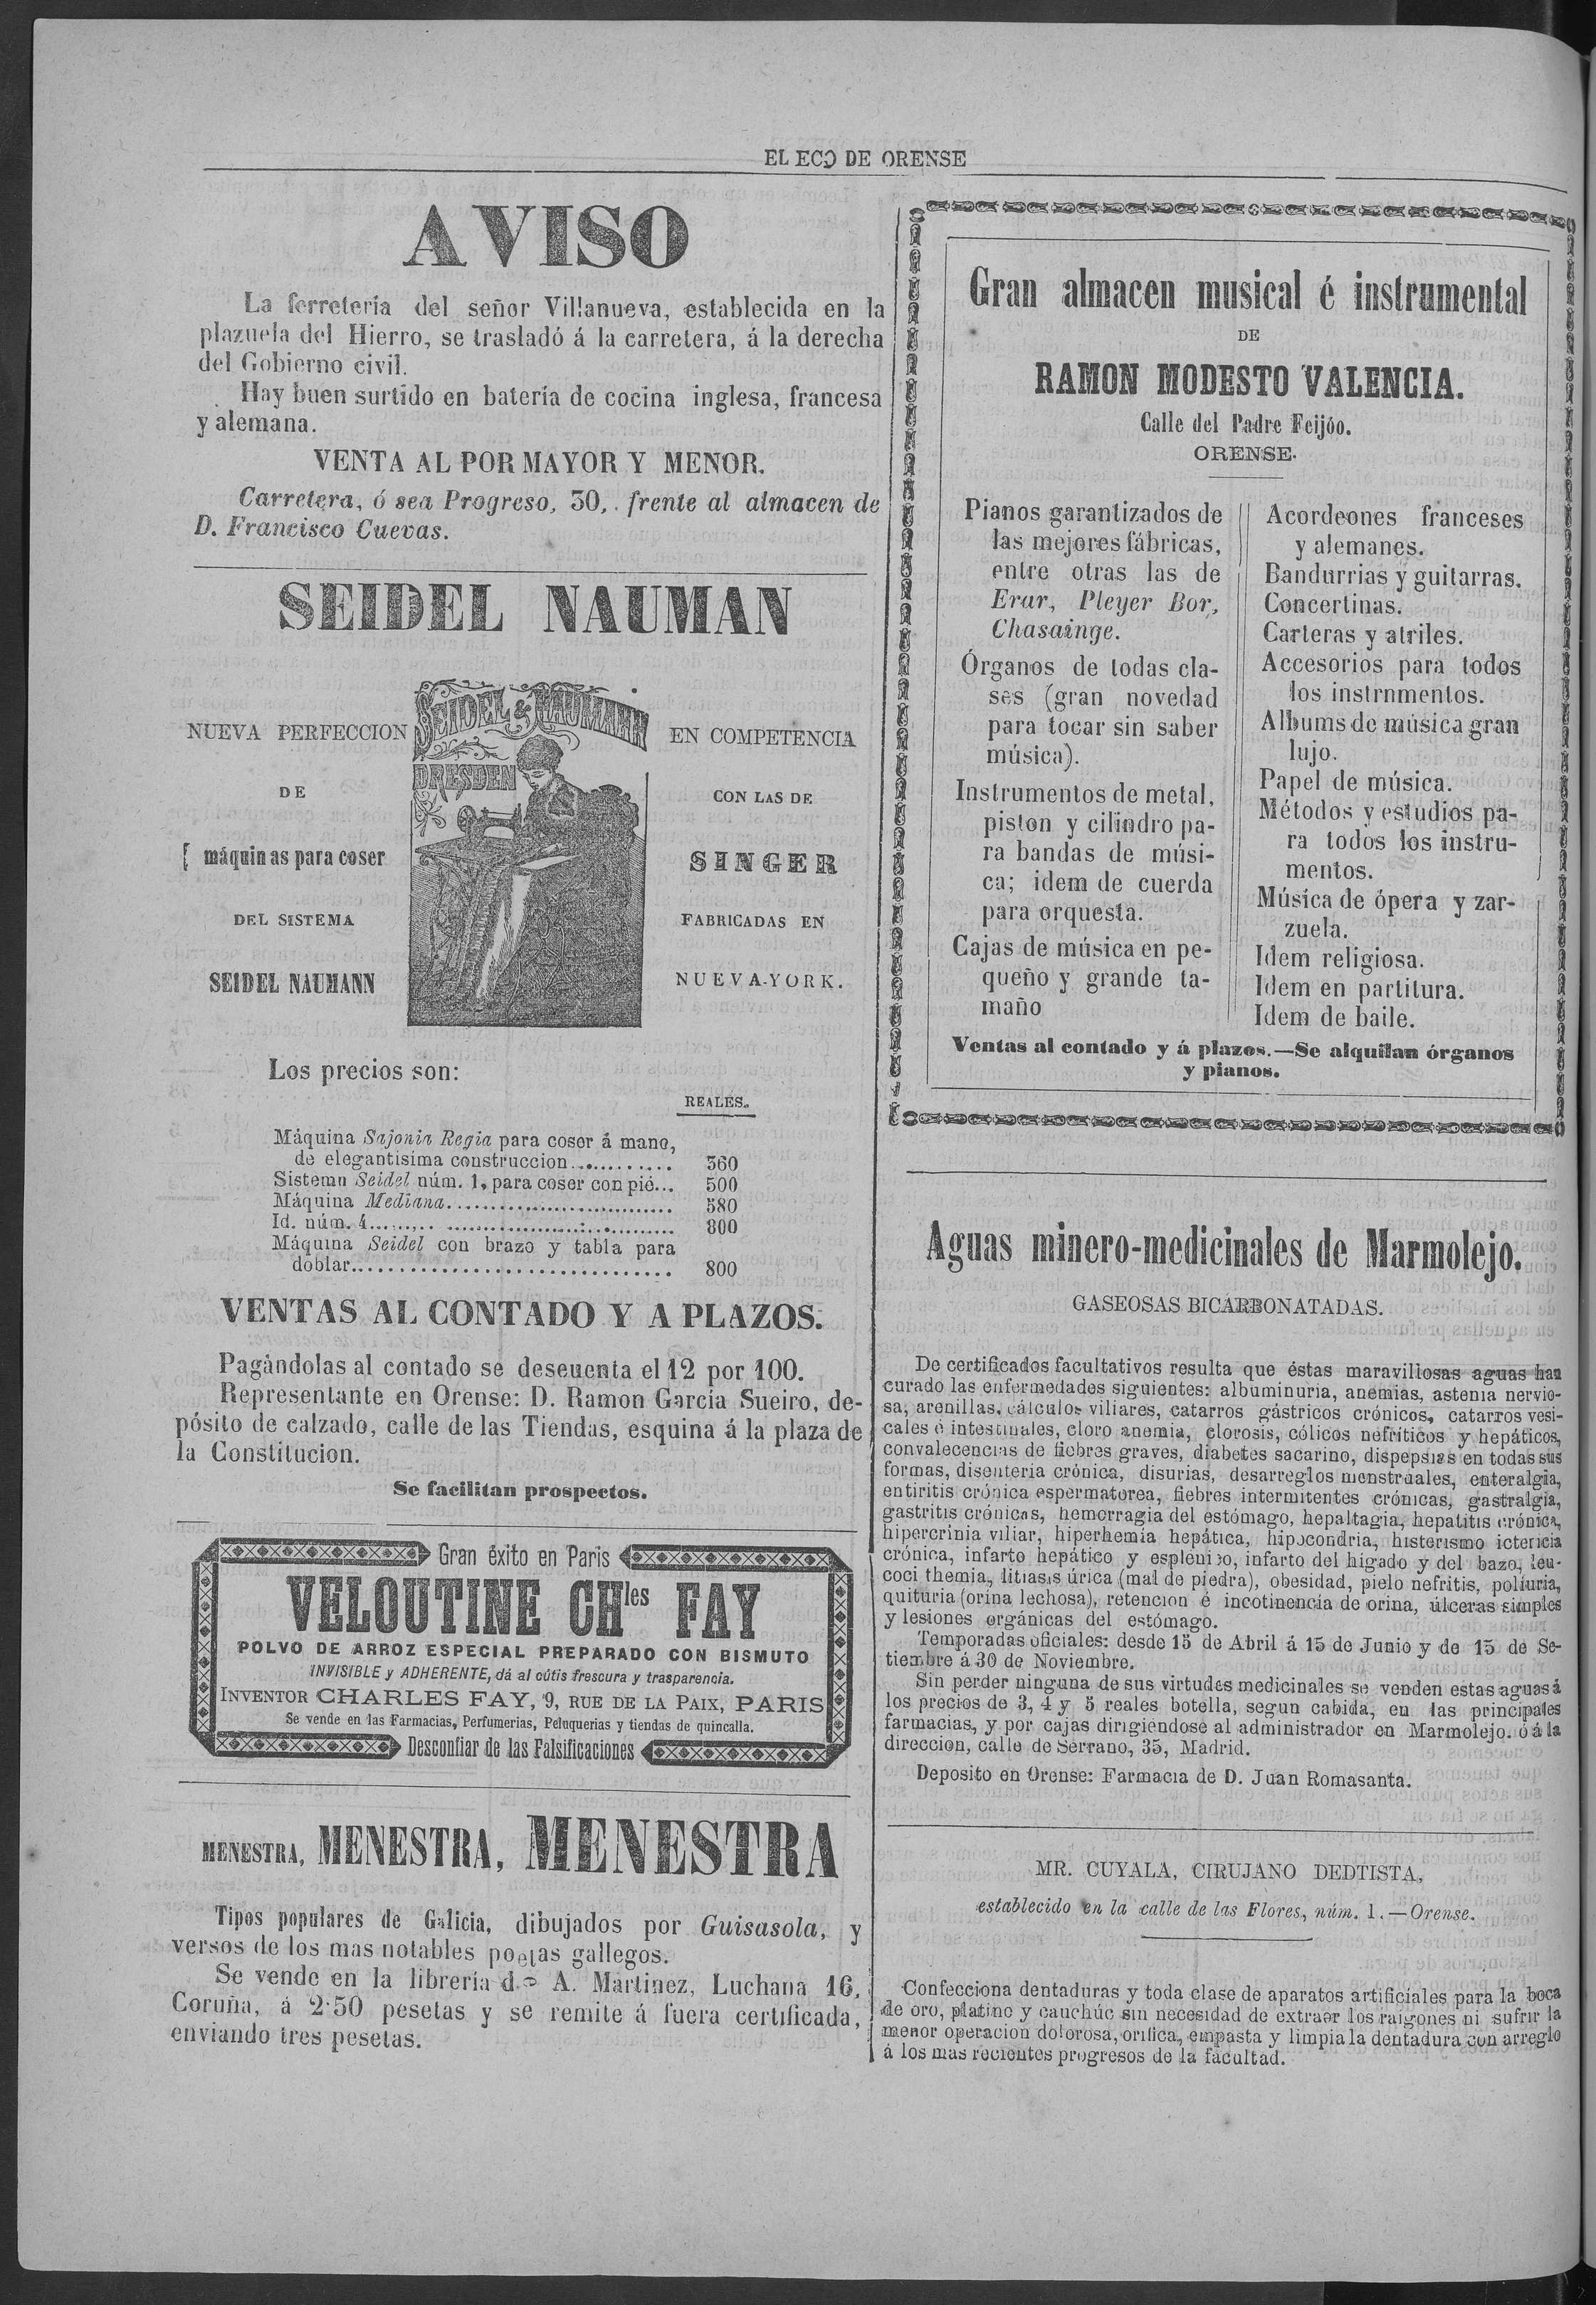 EL ECO DE ORENSE
AVISO
La ferretería del señor Villanueva, establecida en la
plazuela del Hierro, se trasladó á la carretera, á la derecha
del Gobierno civil.
Hay buen surtido en batería de cocina inglesa, francesa
y alemana.
VENTA AL POR MAYOR Y MENOR.
Carretera, ó sea Progreso, 30,. frente al almacen de
D. Francisco Cuevas.
SEIDEL NAUMAN
NUEVA PERFECCION
DE
máquinas para coser
DEL SISTEMA
SEIDEL NAUMANN
SEIDEL & NAUMANN
DRESDEN
EN COMPETENCIA
CON LAS DE
SINGER
FABRICADAS EN
NUEVA-YORK.
Los precios son:
REALES.
Máquina Sajonia Regia para coser á mano,
de elegantisima construccion............ 360
Sistema Seidel núm. 1, para coser con pié... 500
Máquina Mediana............................ 580
Id. núm. 4................................ 800
Máquina Seidel con brazo y tabla para
doblar................................ 800
VENTAS AL CONTADO Y A PLAZOS.
Pagándolas al contado se deseuenta el 12 por 100.
Representante en Orense: D. Ramon García Sueiro, de-
pósito de calzado, calle de las Tiendas, esquina á la plaza de
la Constitucion.
Se facilitan prospectos.
Gran éxito en Paris
VELOUTINE CHles FAY
POLVO DE ARROZ ESPECIAL PREPARADO CON BISMUTO
INVISIBLE y ADHERENTE, dá al cútis frescura y trasparencia.
INVENTOR CHARLES FAY, 9, RUE DE LA PAIX, PARIS
Se vende en las Farmacias, Perfumerias, Peluquerias y tiendas de quincalla.
Desconfiar de las Falsificaciones
MENESTRA, MENESTRA, MENESTRA
Tipos populares de Galicia, dibujados por Guisasola, y
versos de los mas notables poetas gallegos.
Se vende en la librería de A. Martinez, Luchana 16,
Coruña, á 2'50 pesetas y se remite á fuera certificada,
enviando tres pesetas.
Gran almacen musical é instrumental
DE
RAMON MODESTO VALENCIA.
Calle del Padre Feijóo.
ORENSE.
Pianos garantizados de
las mejores fábricas,
entre otras las de
Erar, Pleyer Bor,
Chasainge.
Órganos de todas cla-
ses (gran novedad
para tocar sin saber
música).
Instrumentos de metal,
piston y cilindro pa-
ra bandas de músi-
ca; idem de cuerda
para orquesta.
Cajas de música en pe-
queño y grande ta-
maño
Acordeones franceses
y alemanes.
Bandurrias y guitarras.
Concertinas.
Carteras y atriles.
Accesorios para todos
los instrnmentos.
Albums de música gran
lujo.
Papel de música.
Métodos y estudios pa-
ra todos los instru-
mentos.
Música de ópera y zar-
zuela.
Idem religiosa.
Idem en partitura.
Idem de baile.
Ventas al contado y á plazos.—Se alquilan órganos
y pianos.
Aguas minero-medicinales de Marmolejo.
GASEOSAS BICARBONATADAS.
De certificados facultativos resulta que éstas maravillosas aguas han
curado las enfermedades siguientes: albuminuria, anemias, astenia nervio-
sa, arenillas, cálculos viliares, catarros gástricos crónicos, catarros vesi-
cales é intestinales, cloro anemia, clorosis, cólicos nefríticos y hepáticos,
convalecencias de fiebres graves, diabetes sacarino, dispepsias en todas sus
formas, disenteria crónica, disurias, desarreglos menstruales, enteralgia,
entiritis crónica espermatorea, fiebres intermitentes crónicas, gastralgia,
gastritis crónicas, hemorragia del estómago, hepaltagia, hepatitis crónica,
hipercrinia viliar, hiperhemia hepática, hipocondria, histerismo ictericia
crónica, infarto hepático y esplénico, infarto del higado y del bazo, leu-
coci themia, litiasis úrica (mal de piedra), obesidad, pielo nefritis, poliuria,
quituria (orina lechosa), retencion é incotinencia de orina, úlceras simples
y lesiones orgánicas del estómago.
Temporadas oficiales: desde 15 de Abril á 15 de Junio y de 15 de Se-
tiembre á 30 de Noviembre.
Sin perder ninguna de sus virtudes medicinales se venden estas aguas á
los precios de 3, 4 y 5 reales botella, segun cabida, en las principales
farmacias, y por cajas dirigiendose al administrador en Marmolejo. ó á la
direccion, calle de Serrano, 35, Madrid.
Deposito en Orense: Farmacia de D. Juan Romasanta.
MR. CUYALA, CIRUJANO DEDTISTA,
establecido en la calle de las Flores, núm. 1.—Orense.
Confecciona dentaduras y toda clase de aparatos artificiales para la boca
de oro, platino y cauchúc sin necesidad de extraer los raigones ni sufrir la
menor operacion dolorosa, orifica, empasta y limpia la dentadura con arreglo
á los mas recientes progresos de la facultad.